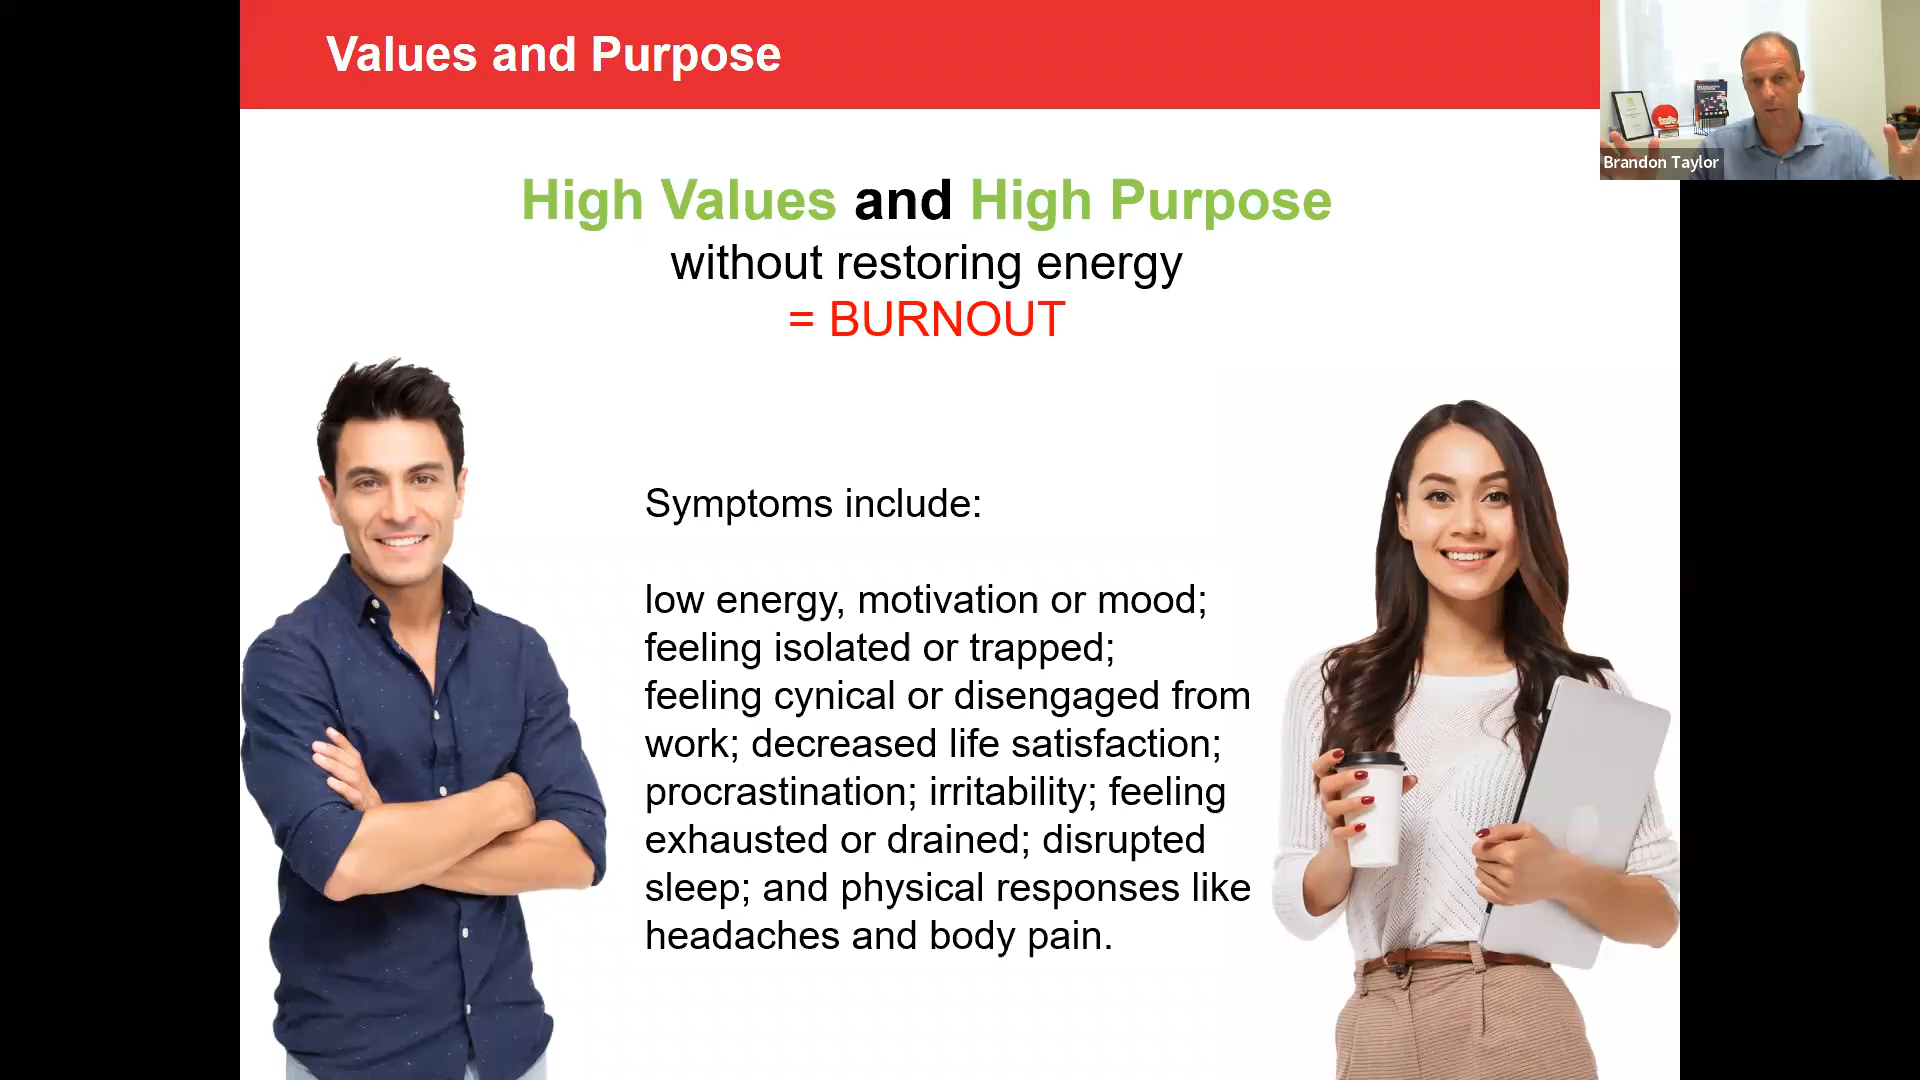 Values and Purpose
High Values and High Purpose
without restoring energy
= BURNOUT
Symptoms include:
low energy, motivation or mood;
feeling isolated or trapped;
feeling cynical or disengaged from
work; decreased life satisfaction;
procrastination; irritability; feeling
exhausted or drained; disrupted
sleep; and physical responses like
headaches and body pain.
tafe
Brandon Taylor